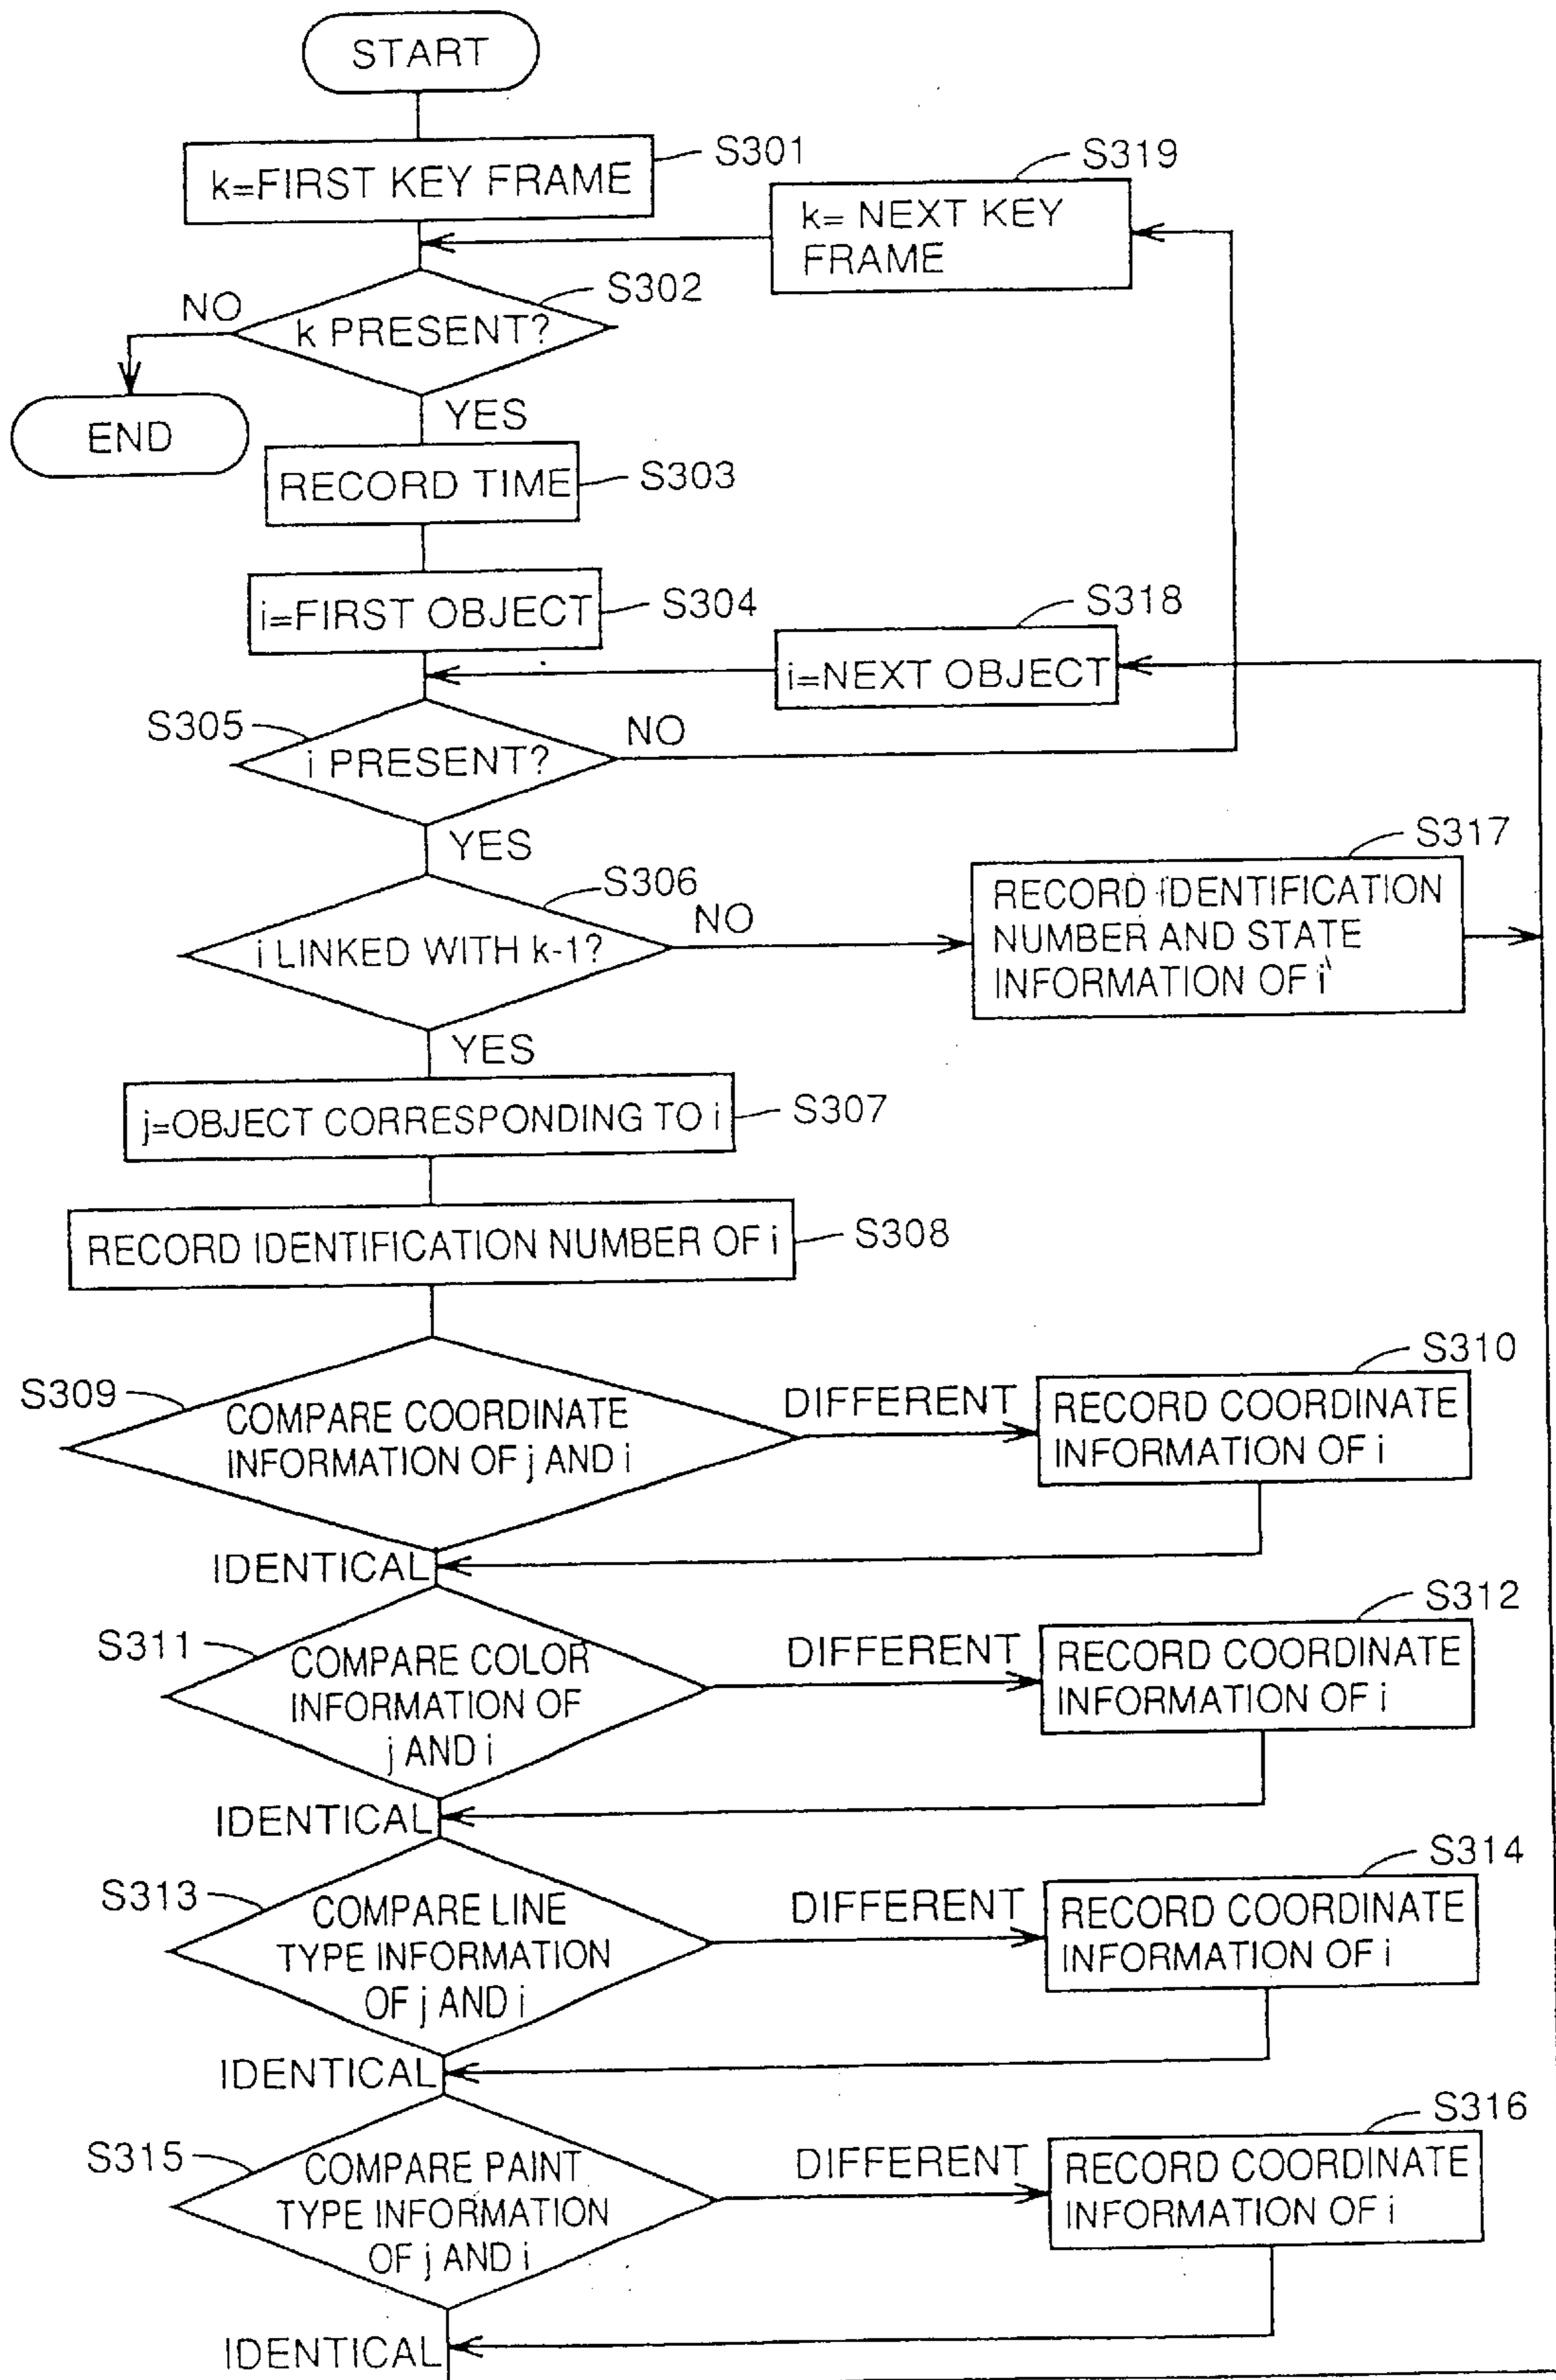 START
k=FIRST KEY FRAME
S301
S319
k= NEXT KEY
FRAME
S302
NO
k PRESENT?
END
YES
RECORD TIME
S303
i=FIRST OBJECT
S304
S318
i=NEXT OBJECT
S305
i PRESENT?
NO
YES
S306
i LINKED WITH k-1?
NO
S317
RECORD IDENTIFICATION
NUMBER AND STATE
INFORMATION OF i
YES
j=OBJECT CORRESPONDING TO i
S307
RECORD IDENTIFICATION NUMBER OF i
S308
S309
COMPARE COORDINATE
INFORMATION OF j AND i
DIFFERENT
S310
RECORD COORDINATE
INFORMATION OF i
IDENTICAL
S311
COMPARE COLOR
INFORMATION OF
j AND i
DIFFERENT
S312
RECORD COORDINATE
INFORMATION OF i
IDENTICAL
S313
COMPARE LINE
TYPE INFORMATION
OF j AND i
DIFFERENT
S314
RECORD COORDINATE
INFORMATION OF i
IDENTICAL
S315
COMPARE PAINT
TYPE INFORMATION
OF j AND i
DIFFERENT
S316
RECORD COORDINATE
INFORMATION OF i
IDENTICAL